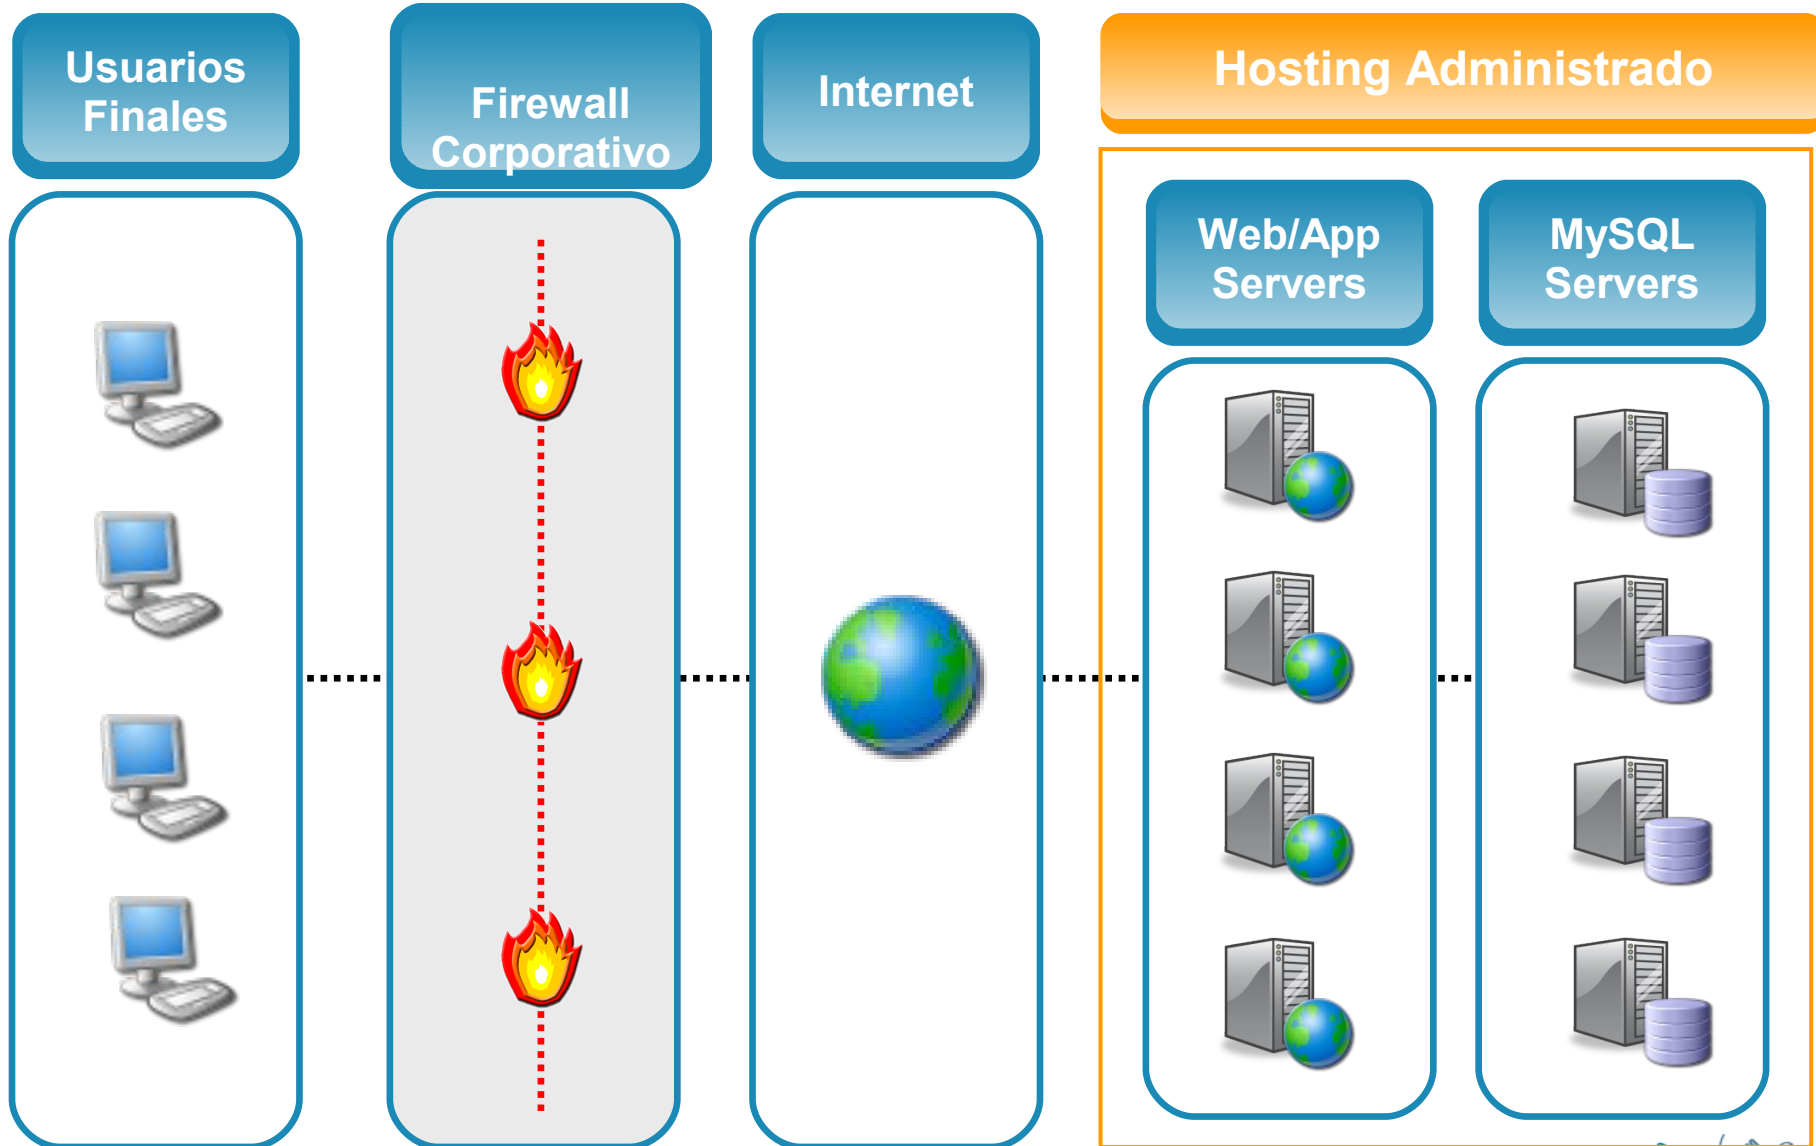 Usuarios
Finales
Firewall
Corporativo
Internet
Hosting Administrado
Web/App
Servers
MySQL
Servers